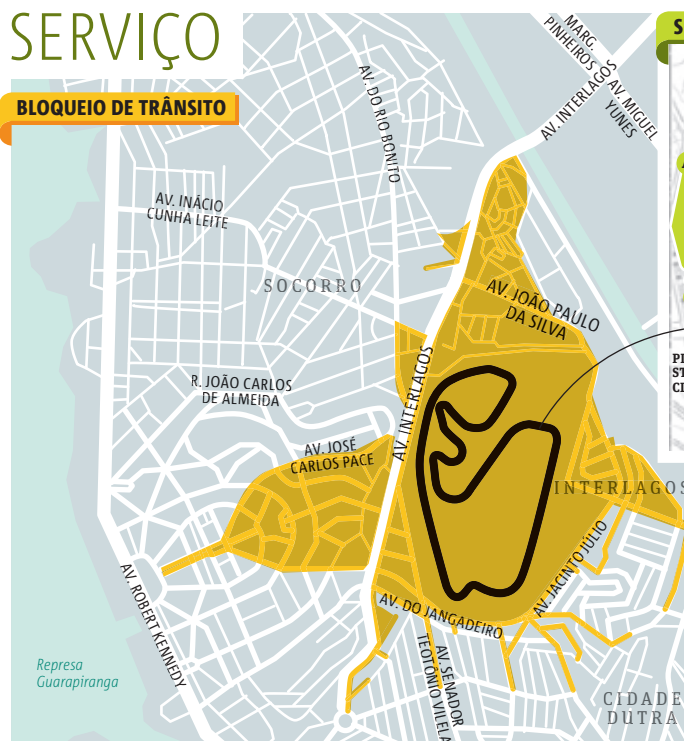 SERVIÇO
BLOQUEIO DE TRÂNSITO
MARG.
PINHEIROS
AV. MIGUEL
YUNES
AV. INTERLAGOS
AV. DO RIO BONITO
AV. INÁCIO
CUNHA LEITE
SOCORRO
AV. JOÃO PAULO
DA SILVA
R. JOÃO CARLOS
DE ALMEIDA
AV. INTERLAGOS
AV. JOSÉ
CARLOS PACE
INTERLAGOS
AV. JACINTO JÚLIO
AV. ROBERT KENNEDY
AV. DO JANGADEIRO
AV. SENADOR
TEOTÔNIO VILELA
Represa
Guarapiranga
CIDADE
DUTRA